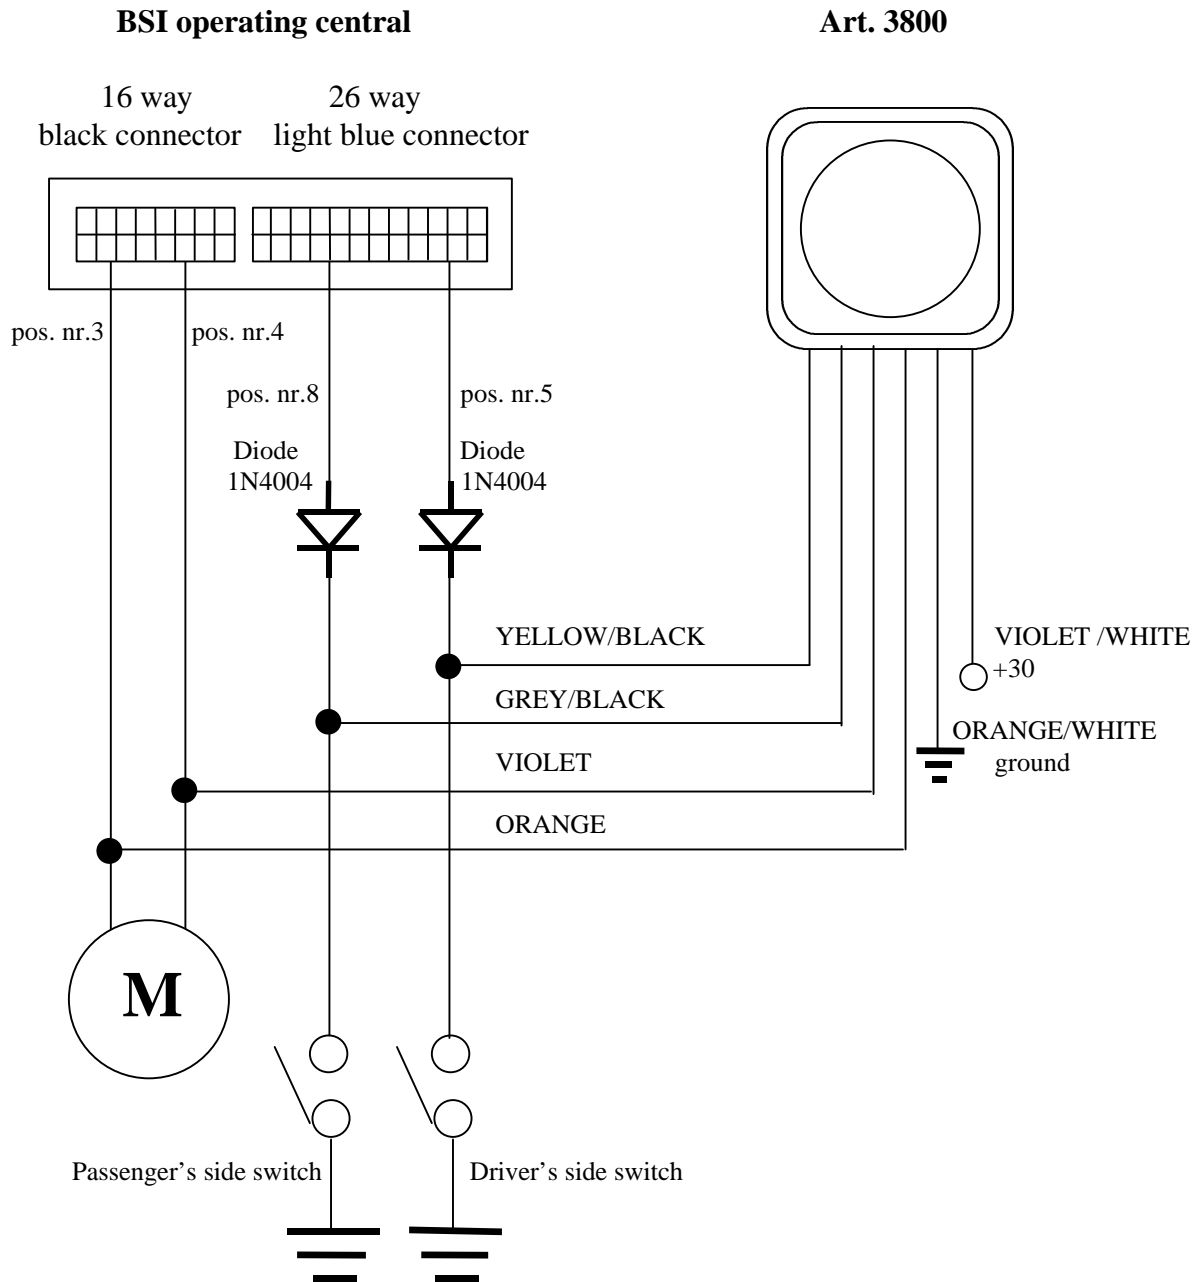 BSI operating central
Art. 3800
16 way
black connector
26 way
light blue connector
pos. nr.3
pos. nr.4
pos. nr.8
pos. nr.5
Diode
1N4004
Diode
1N4004
YELLOW/BLACK
VIOLET /WHITE
+30
GREY/BLACK
ORANGE/WHITE
ground
VIOLET
ORANGE
M
Passenger's side switch
Driver's side switch